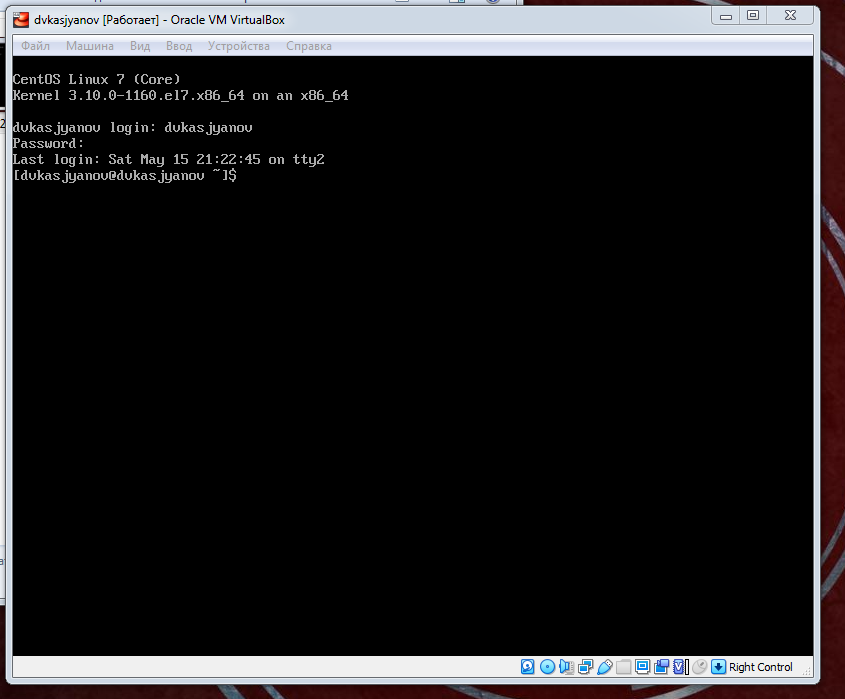 dvkasjyanov [Работает] - Oracle VM VirtualBox
Файл Машина Вид Ввод Устройства Справка
CentOS Linux 7 (Core)
Kernel 3.10.0-1160.el7.x86_64 on an x86_64
dvkasjyanov login: dvkasjyanov
Password:
Last login: Sat May 15 21:22:45 on tty2
[dvkasjyanov@dvkasjyanov ~]$
Right Control